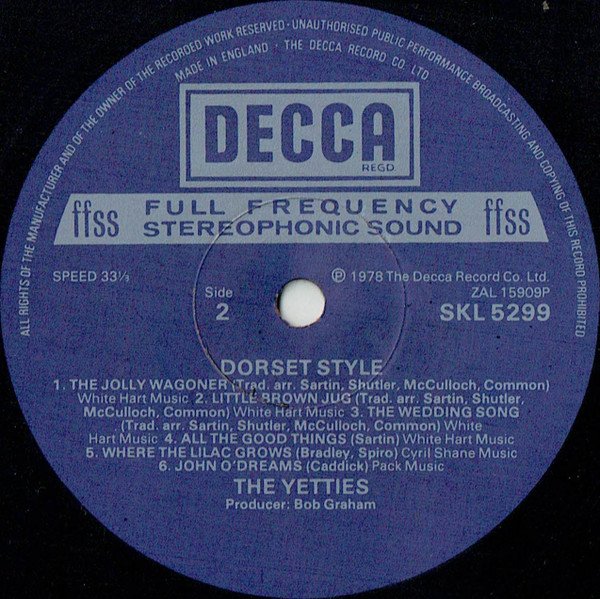 ALL RIGHTS OF THE MANUFACTURER AND OF THE OWNER OF THE RECORDED WORK RESERVED · UNAUTHORISED PUBLIC PERFORMANCE BROADCASTING AND COPYING OF THIS RECORD PROHIBITED
MADE IN ENGLAND · THE DECCA RECORD CO LTD
DECCA
REGD.
ffss FULL FREQUENCY ffss
STEREOPHONIC SOUND
SPEED 33⅓
℗ 1978 The Decca Record Co. Ltd.
Side
ZAL 15909P
2
SKL 5299
DORSET STYLE
1. THE JOLLY WAGONER (Trad. arr. Sartin, Shutler, McCulloch, Common)
White Hart Music 2. LITTLE BROWN JUG (Trad. arr. Sartin, Shutler,
McCulloch, Common) White Hart Music 3. THE WEDDING SONG
(Trad. arr. Sartin, Shutler, McCulloch, Common) White
Hart Music 4. ALL THE GOOD THINGS (Sartin) White Hart Music
5. WHERE THE LILAC GROWS (Bradley, Spiro) Cyril Shane Music
6. JOHN O'DREAMS (Caddick) Pack Music
THE YETTIES
Producer: Bob Graham